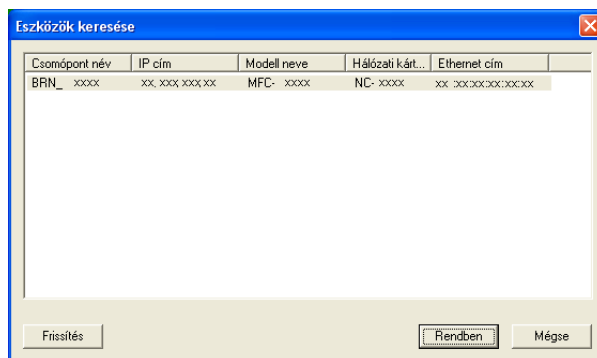 Eszközök keresése
Csomópont név IP cím Modell neve Hálózati kárt... Ethernet cím
BRN_ xxxx xx, xxx, xxx, xx MFC- xxxx NC- xxxx xx :xx:xx:xx:xx:xx
Frissítés Rendben Mégse